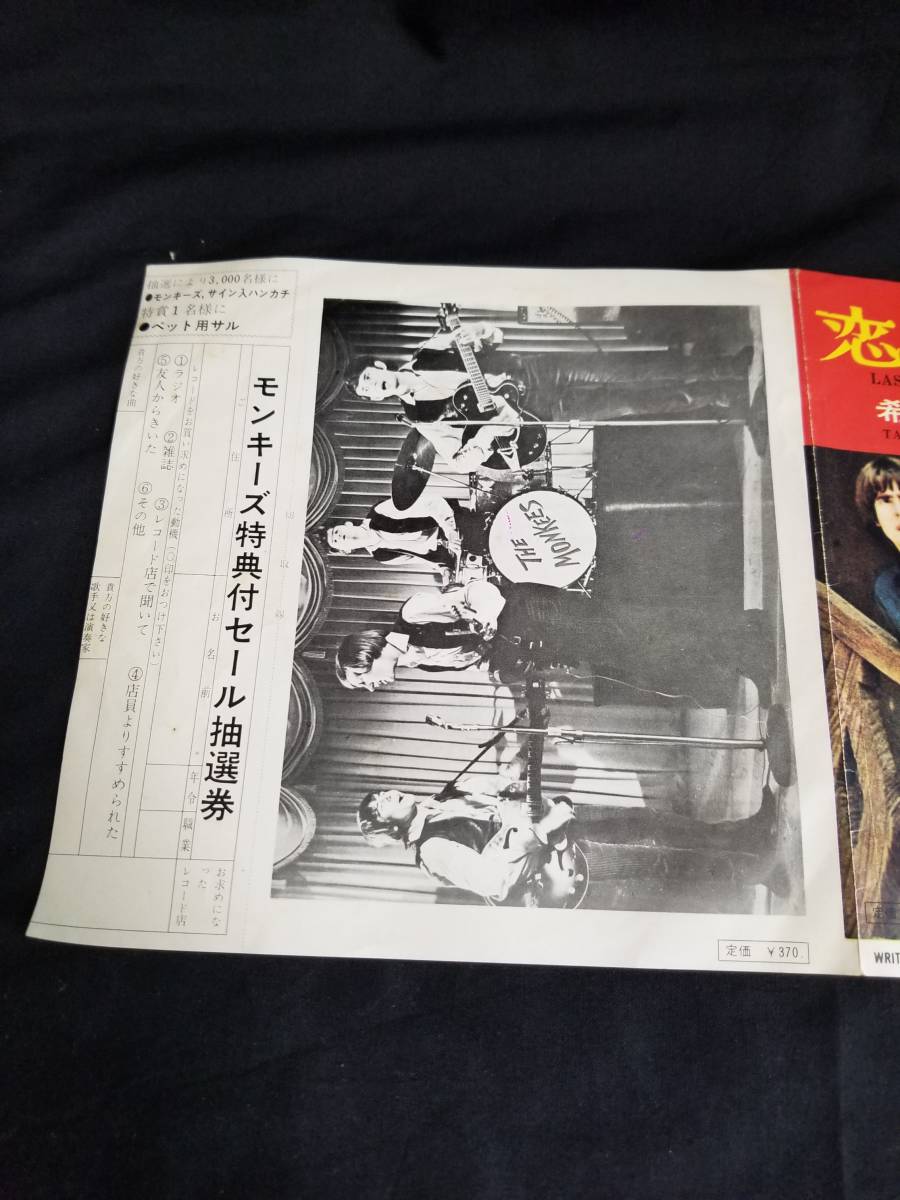 抽選により3,000名様に
●モンキーズ，サイン入ハンカチ
特賞1名様に
●ペット用サル
モンキーズ特典付セール抽選券
切取線
ご住所
お名前
年令
職業
お求めになった
レコード店
レコードをお買い求めになった動機（○印をおつけ下さい）
①ラジオ ②雑誌 ③レコード店で聞いて ④店員よりすすめられた
⑤友人からきいた ⑥その他
貴方の好きな曲
貴方の好きな
歌手又は演奏家
THE
MONKEES
定価 ￥370.
恋
LAS
希
TA
定価
WRIT